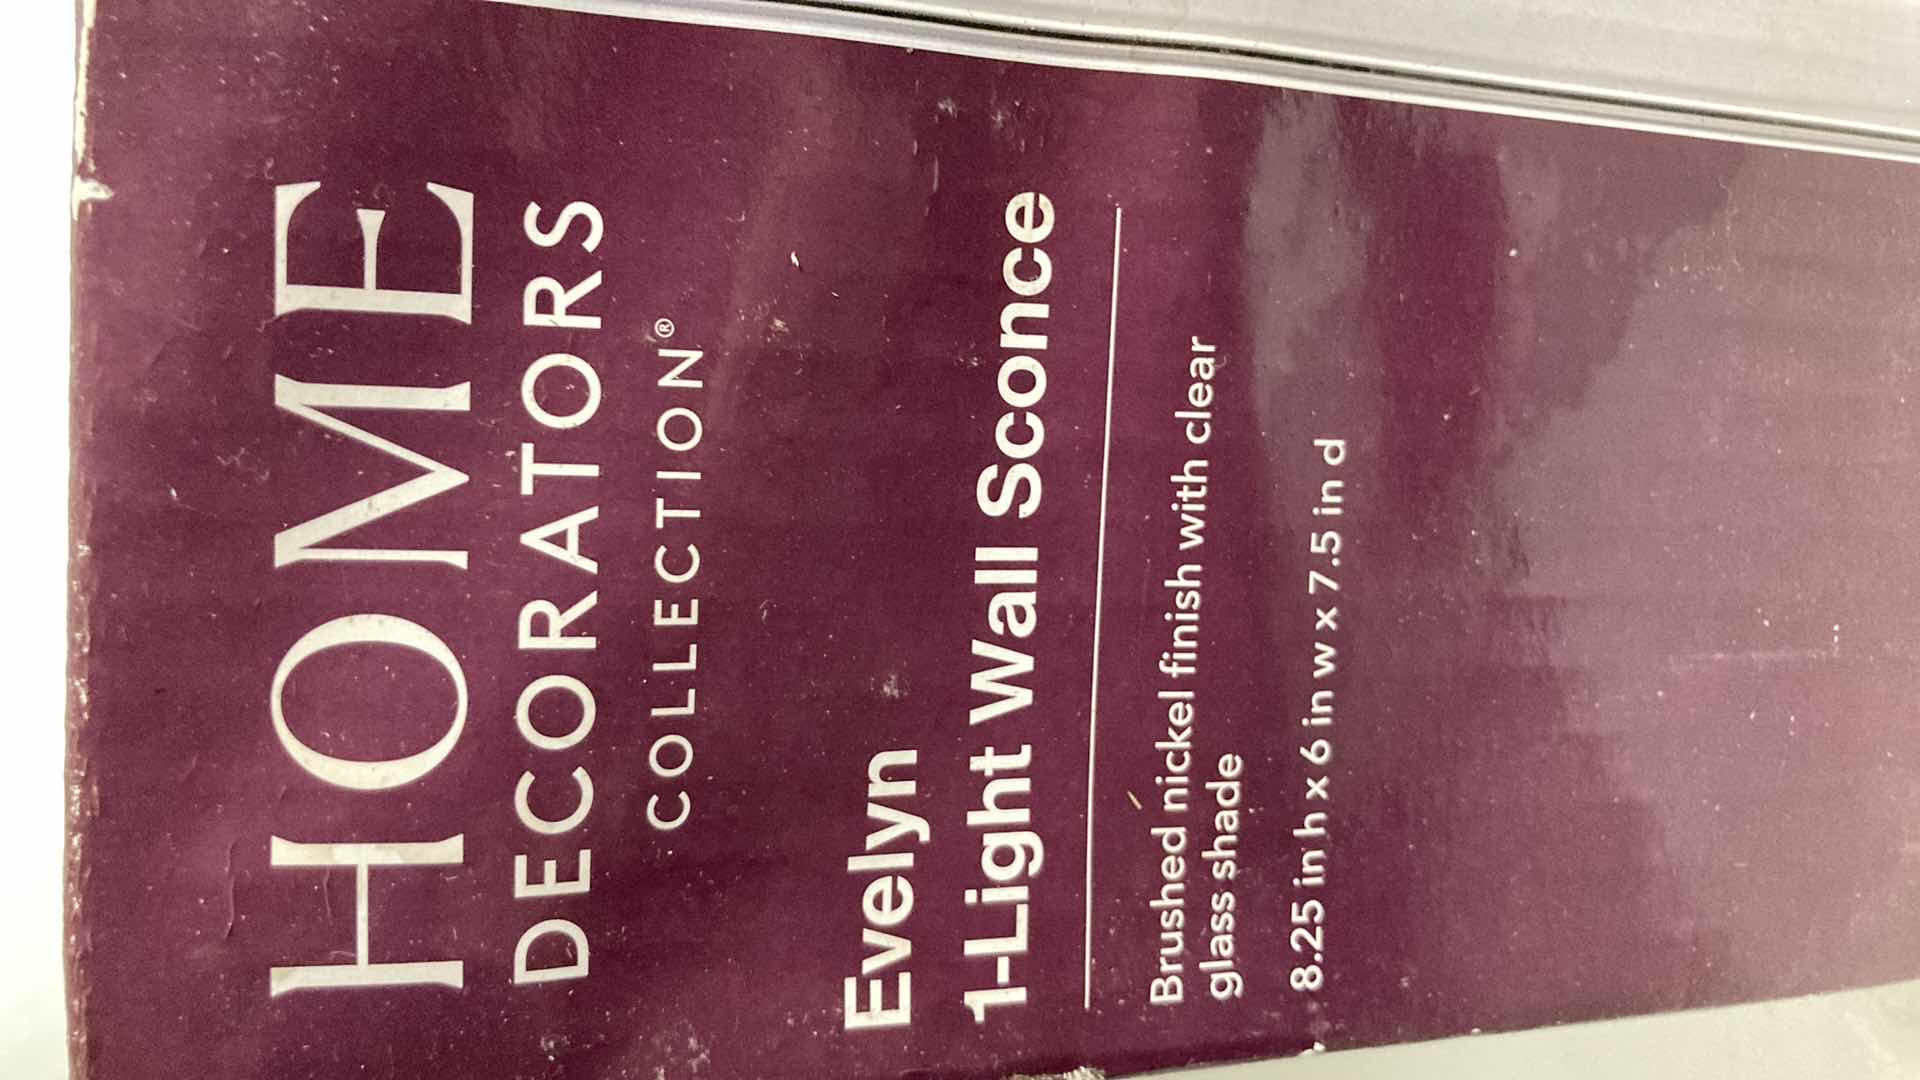 HOME
DECORATORS
COLLECTION®
Evelyn
1-Light Wall Sconce
Brushed nickel finish with clear
glass shade
8.25 in h x 6 in w x 7.5 in d